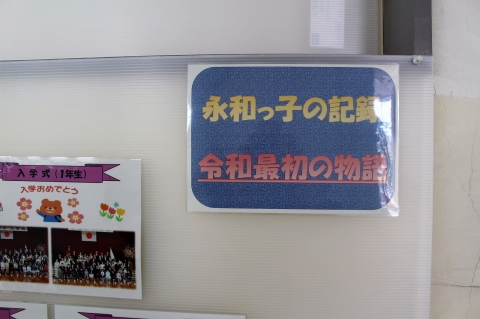 永和っ子の記録
令和最初の物語
入学式(1年生)
入学おめでとう